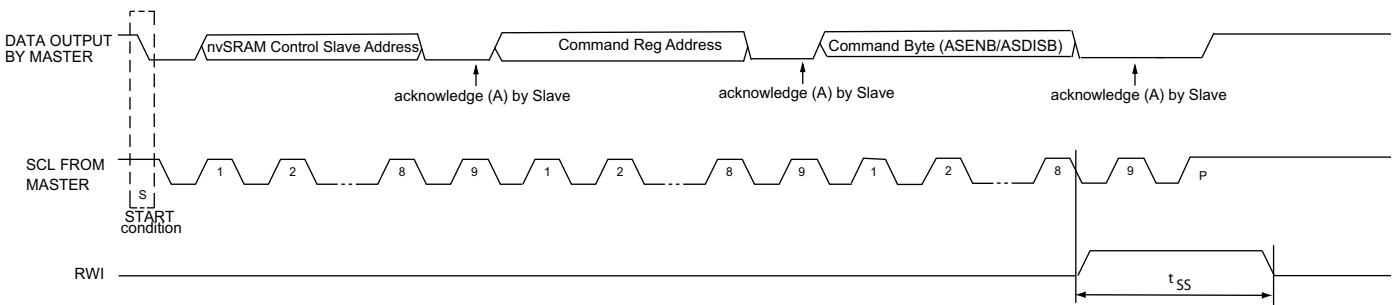 DATA OUTPUT
BY MASTER
nvSRAM Control Slave Address
Command Reg Address
Command Byte (ASENB/ASDISB)
acknowledge (A) by Slave
acknowledge (A) by Slave
acknowledge (A) by Slave
SCL FROM
MASTER
1 2 8 9 1 2 8 9 1 2 8 9
S
P
START
condition
RWI
tSS